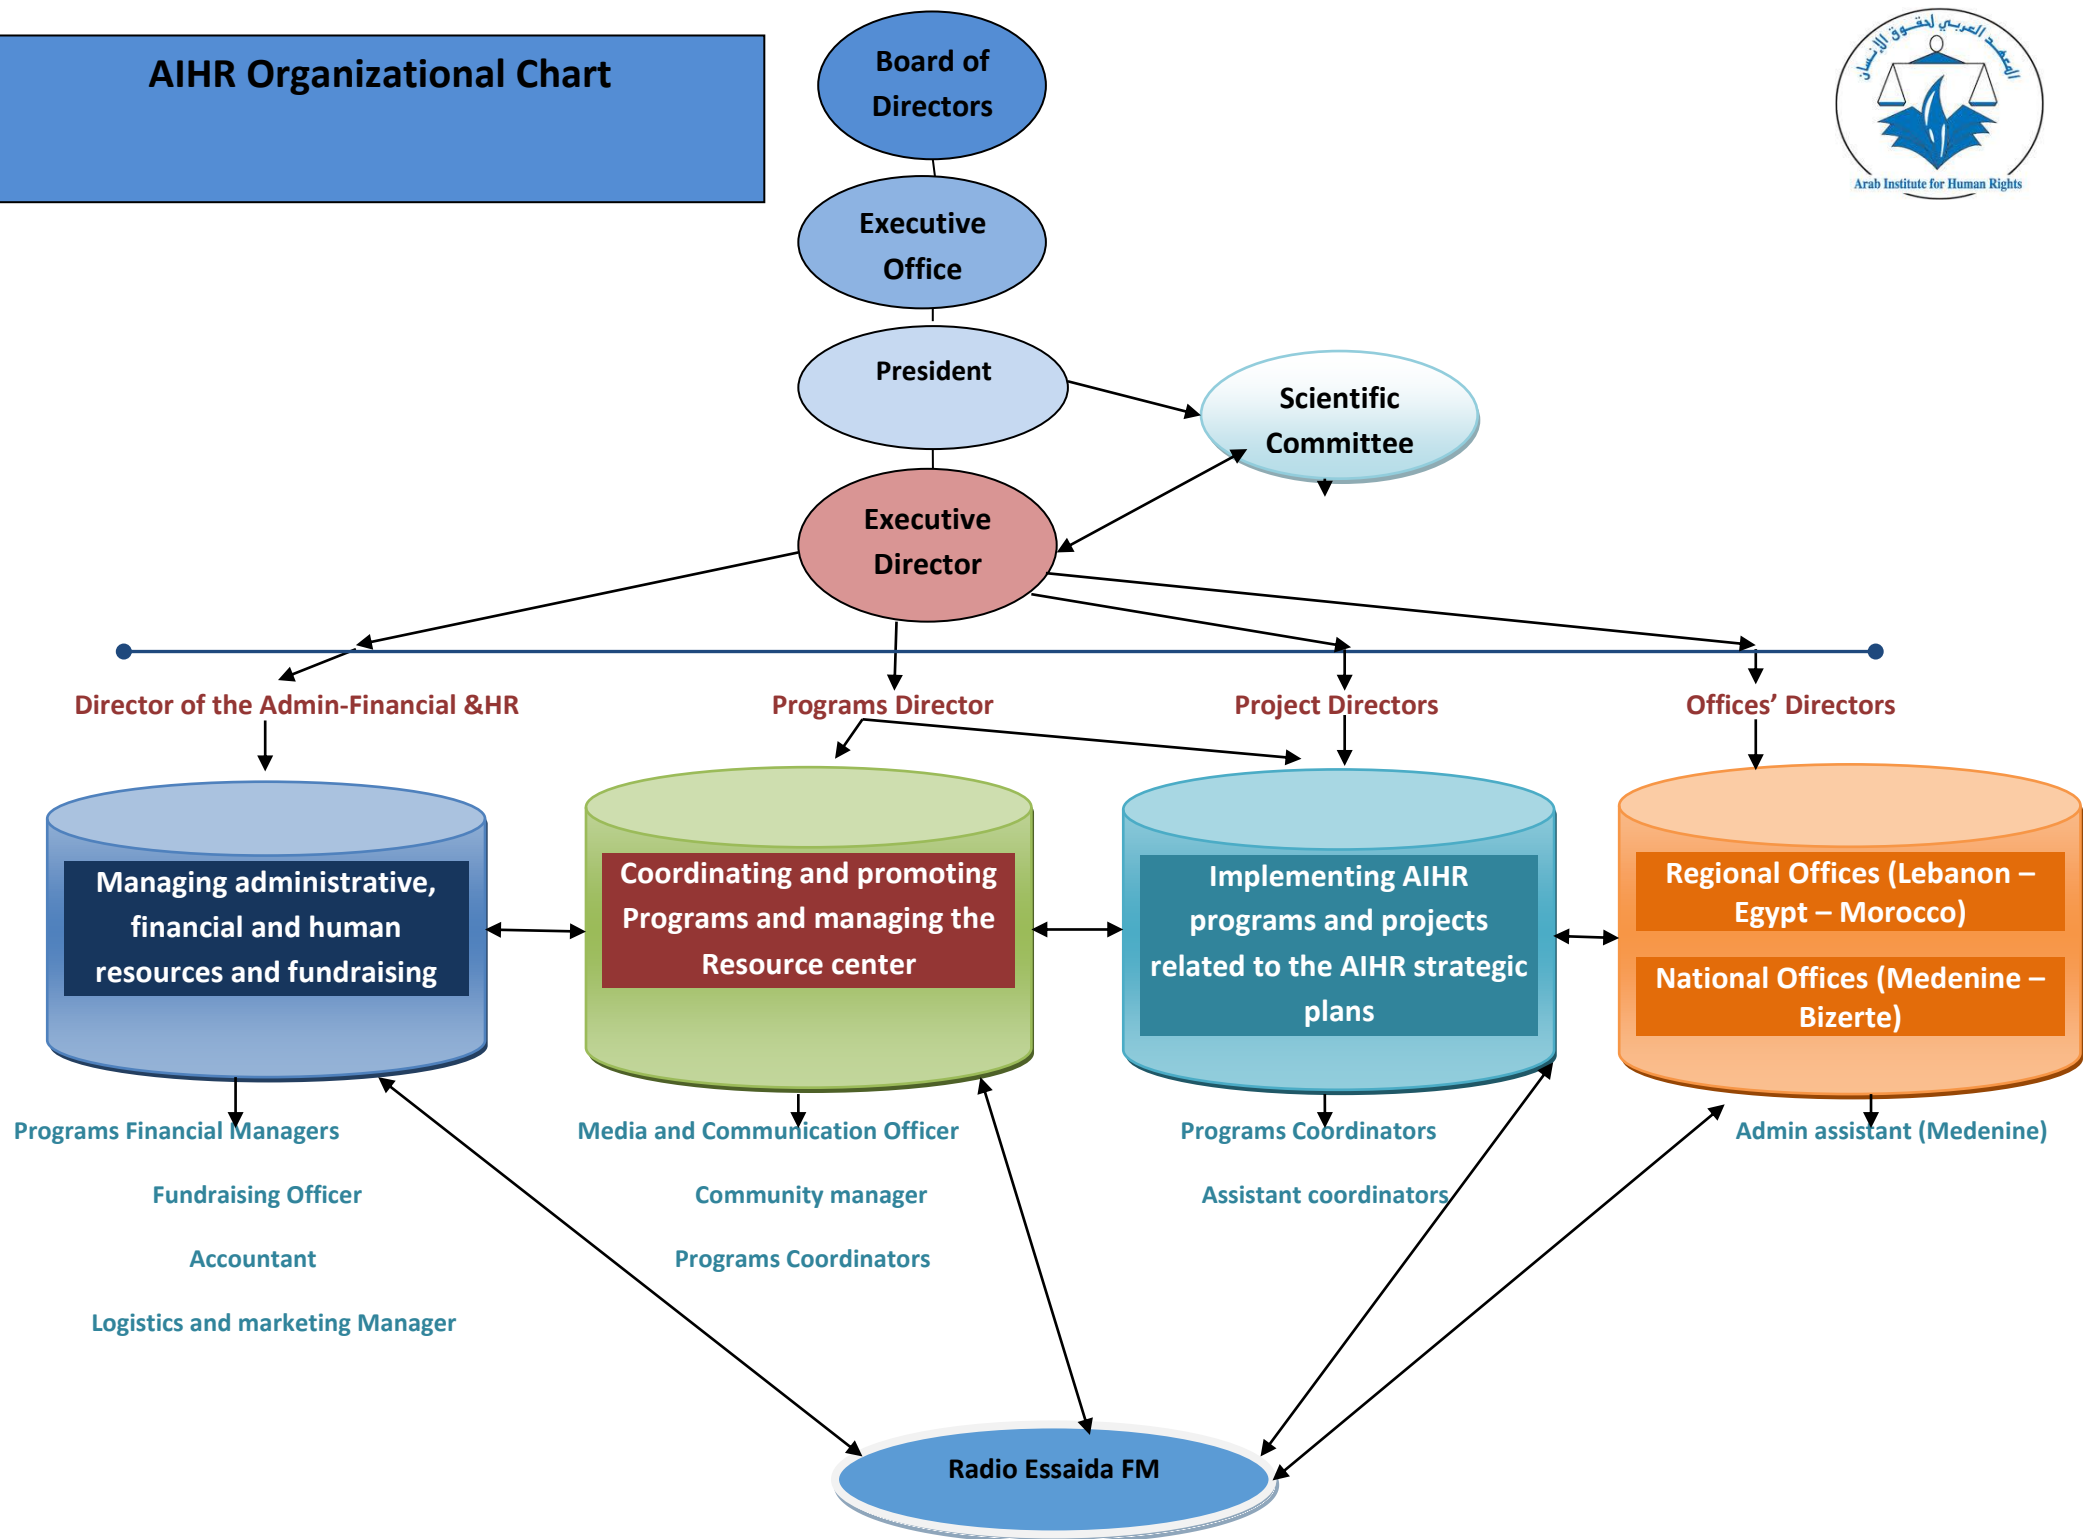 AIHR Organizational Chart
Board of
Directors
المعهد العربي لحقوق الإنسان
Arab Institute for Human Rights
Executive
Office
President
Scientific
Committee
Executive
Director
Director of the Admin-Financial &HR
Programs Director
Project Directors
Offices’ Directors
Managing administrative,
financial and human
resources and fundraising
Coordinating and promoting
Programs and managing the
Resource center
Implementing AIHR
programs and projects
related to the AIHR strategic
plans
Regional Offices (Lebanon –
Egypt – Morocco)
National Offices (Medenine –
Bizerte)
Programs Financial Managers
Fundraising Officer
Accountant
Logistics and marketing Manager
Media and Communication Officer
Community manager
Programs Coordinators
Programs Coordinators
Assistant coordinators
Admin assistant (Medenine)
Radio Essaida FM